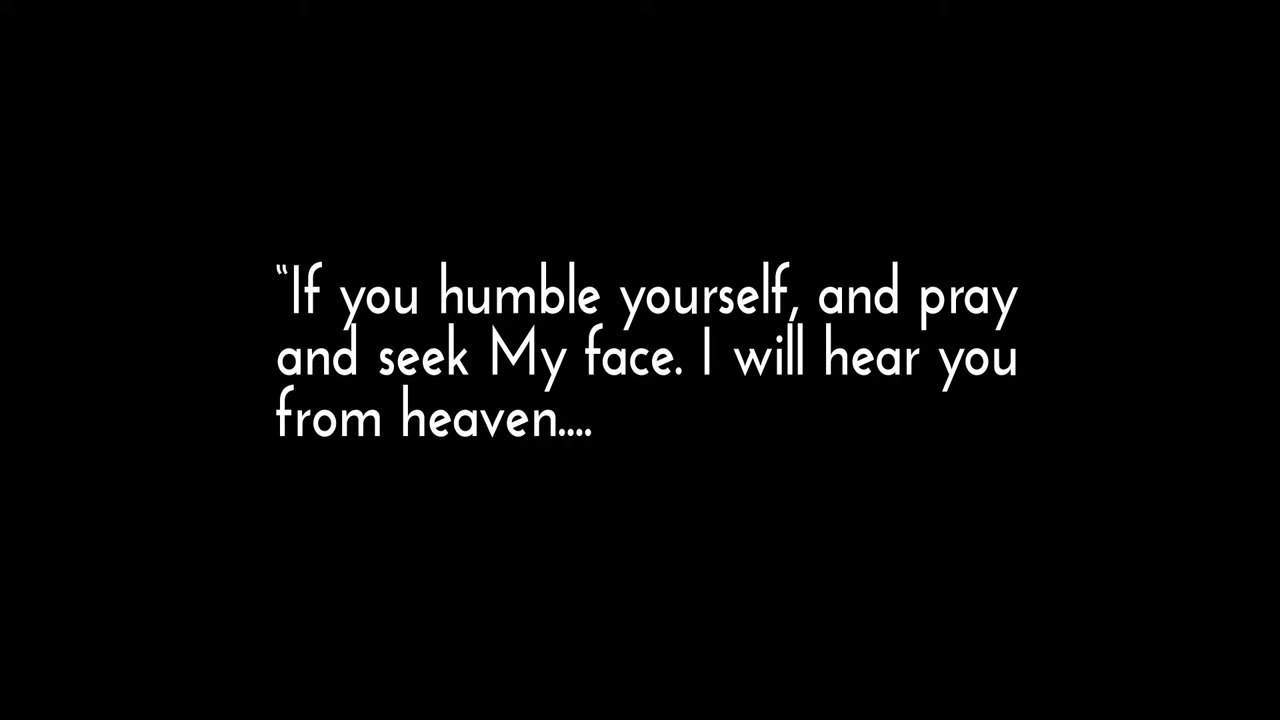 “If you humble yourself, and pray
and seek My face. I will hear you
from heaven....